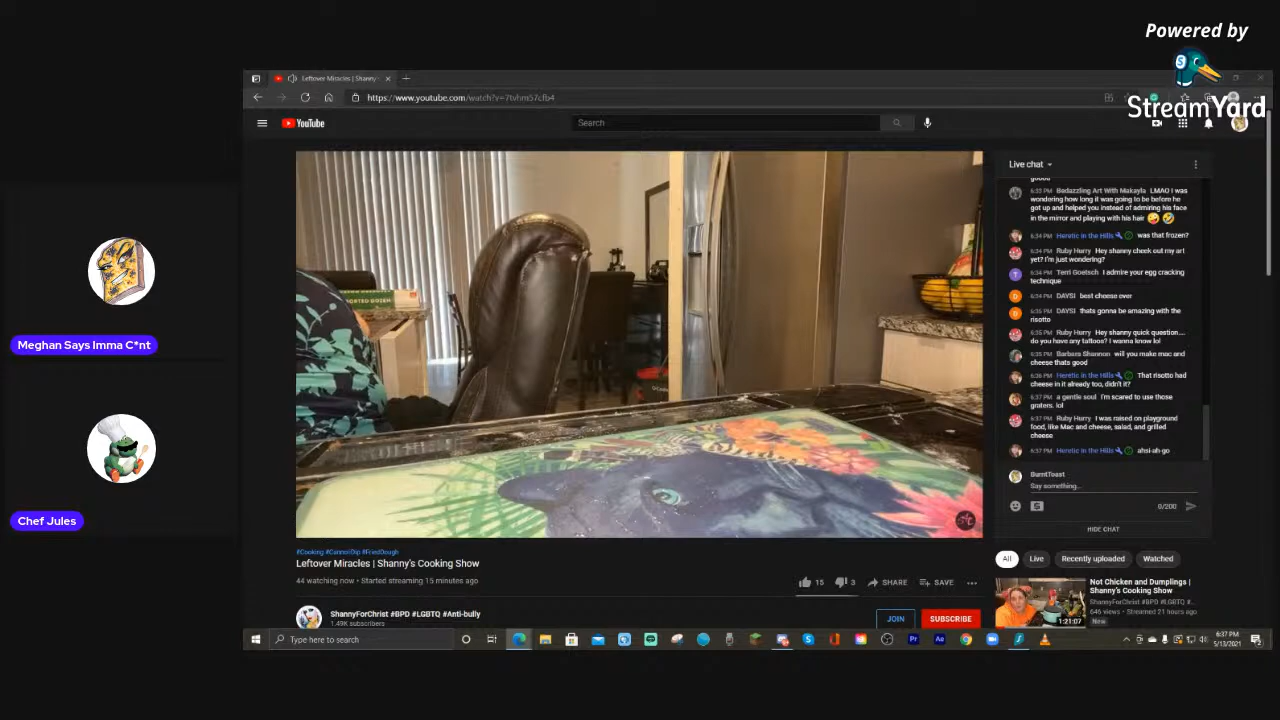 Powered by
StreamYard
Leftover Miracles | Shanny'
https://www.youtube.com/watch?v=7tvhm57cfb4
YouTube
Search
Live chat
Bedazzling Art With Makayla LMAO I was
wondering how long it was going to be before he
got up and helped you instead of admiring his face
in the mirror and playing with his hair
6:34 PM Heretic in the Hills was that frozen?
6:34 PM Ruby Hurry Hey shanny check out my art
yet? I'm just wondering?
6:34 PM Terri Goetsch I admire your egg cracking
technique
6:34 PM DAYSI best cheese ever
6:35 PM DAYSI thats gonna be amazing with the
risotto
6:35 PM Ruby Hurry Hey shanny quick question....
do you have any tattoos? I wanna know lol
6:35 PM Barbara Shannon will you make mac and
cheese thats good
6:36 PM Heretic in the Hills That risotto had
cheese in it already too, didn't it?
6:37 PM a gentle soul I'm scared to use those
graters. lol
6:37 PM Ruby Hurry I was raised on playground
food, like Mac and cheese, salad, and grilled
cheese
6:37 PM Heretic in the Hills ahsi-ah-go
BurntToast
Say something...
0/200
HIDE CHAT
Meghan Says Imma C*nt
Chef Jules
#Cooking #CannoliDip #FriedDough
Leftover Miracles | Shanny's Cooking Show
44 watching now • Started streaming 15 minutes ago
15
3
SHARE
SAVE
ShannyForChrist #BPD #LGBTQ #Anti-bully
1.49K subscribers
JOIN
SUBSCRIBE
All
Live
Recently uploaded
Watched
Not Chicken and Dumplings |
Shanny's Cooking Show
ShannyForChrist #BPD #LGBTQ #...
646 views • Streamed 21 hours ago
New
1:21:07
Type here to search
6:37 PM
5/13/2021